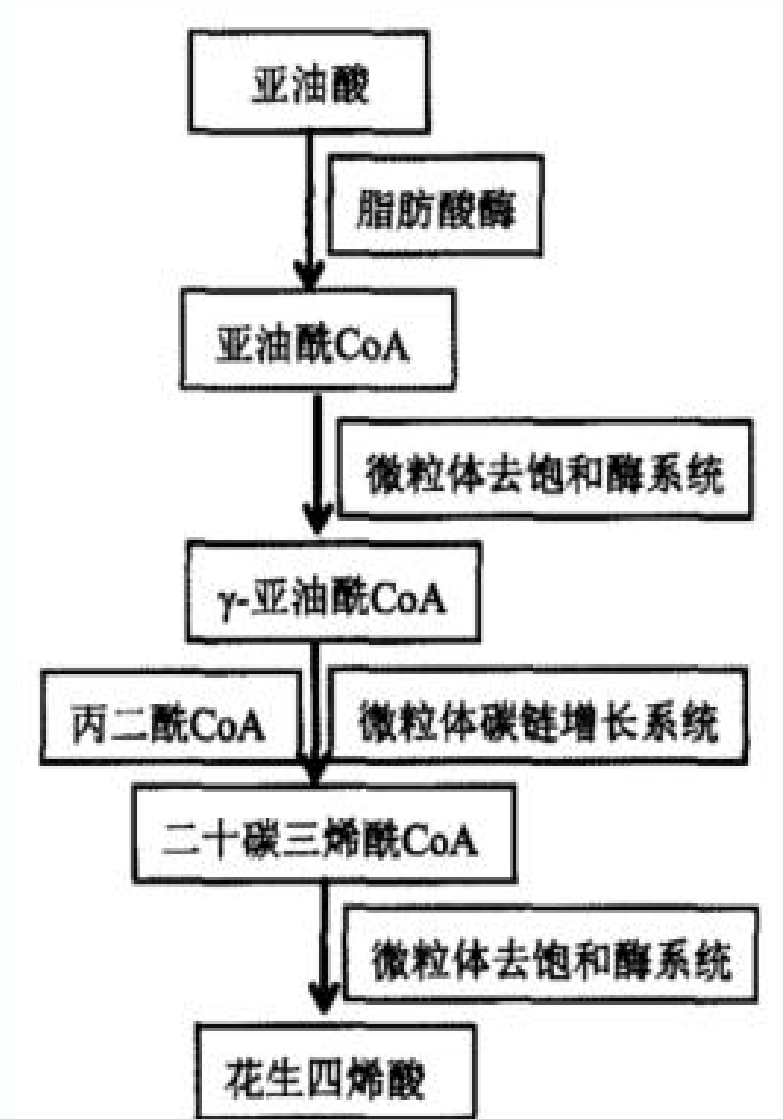 亚油酸
脂肪酸酶
亚油酰CoA
微粒体去饱和酶系统
γ-亚油酰CoA
丙二酰CoA
微粒体碳链增长系统
二十碳三烯酰CoA
微粒体去饱和酶系统
花生四烯酸